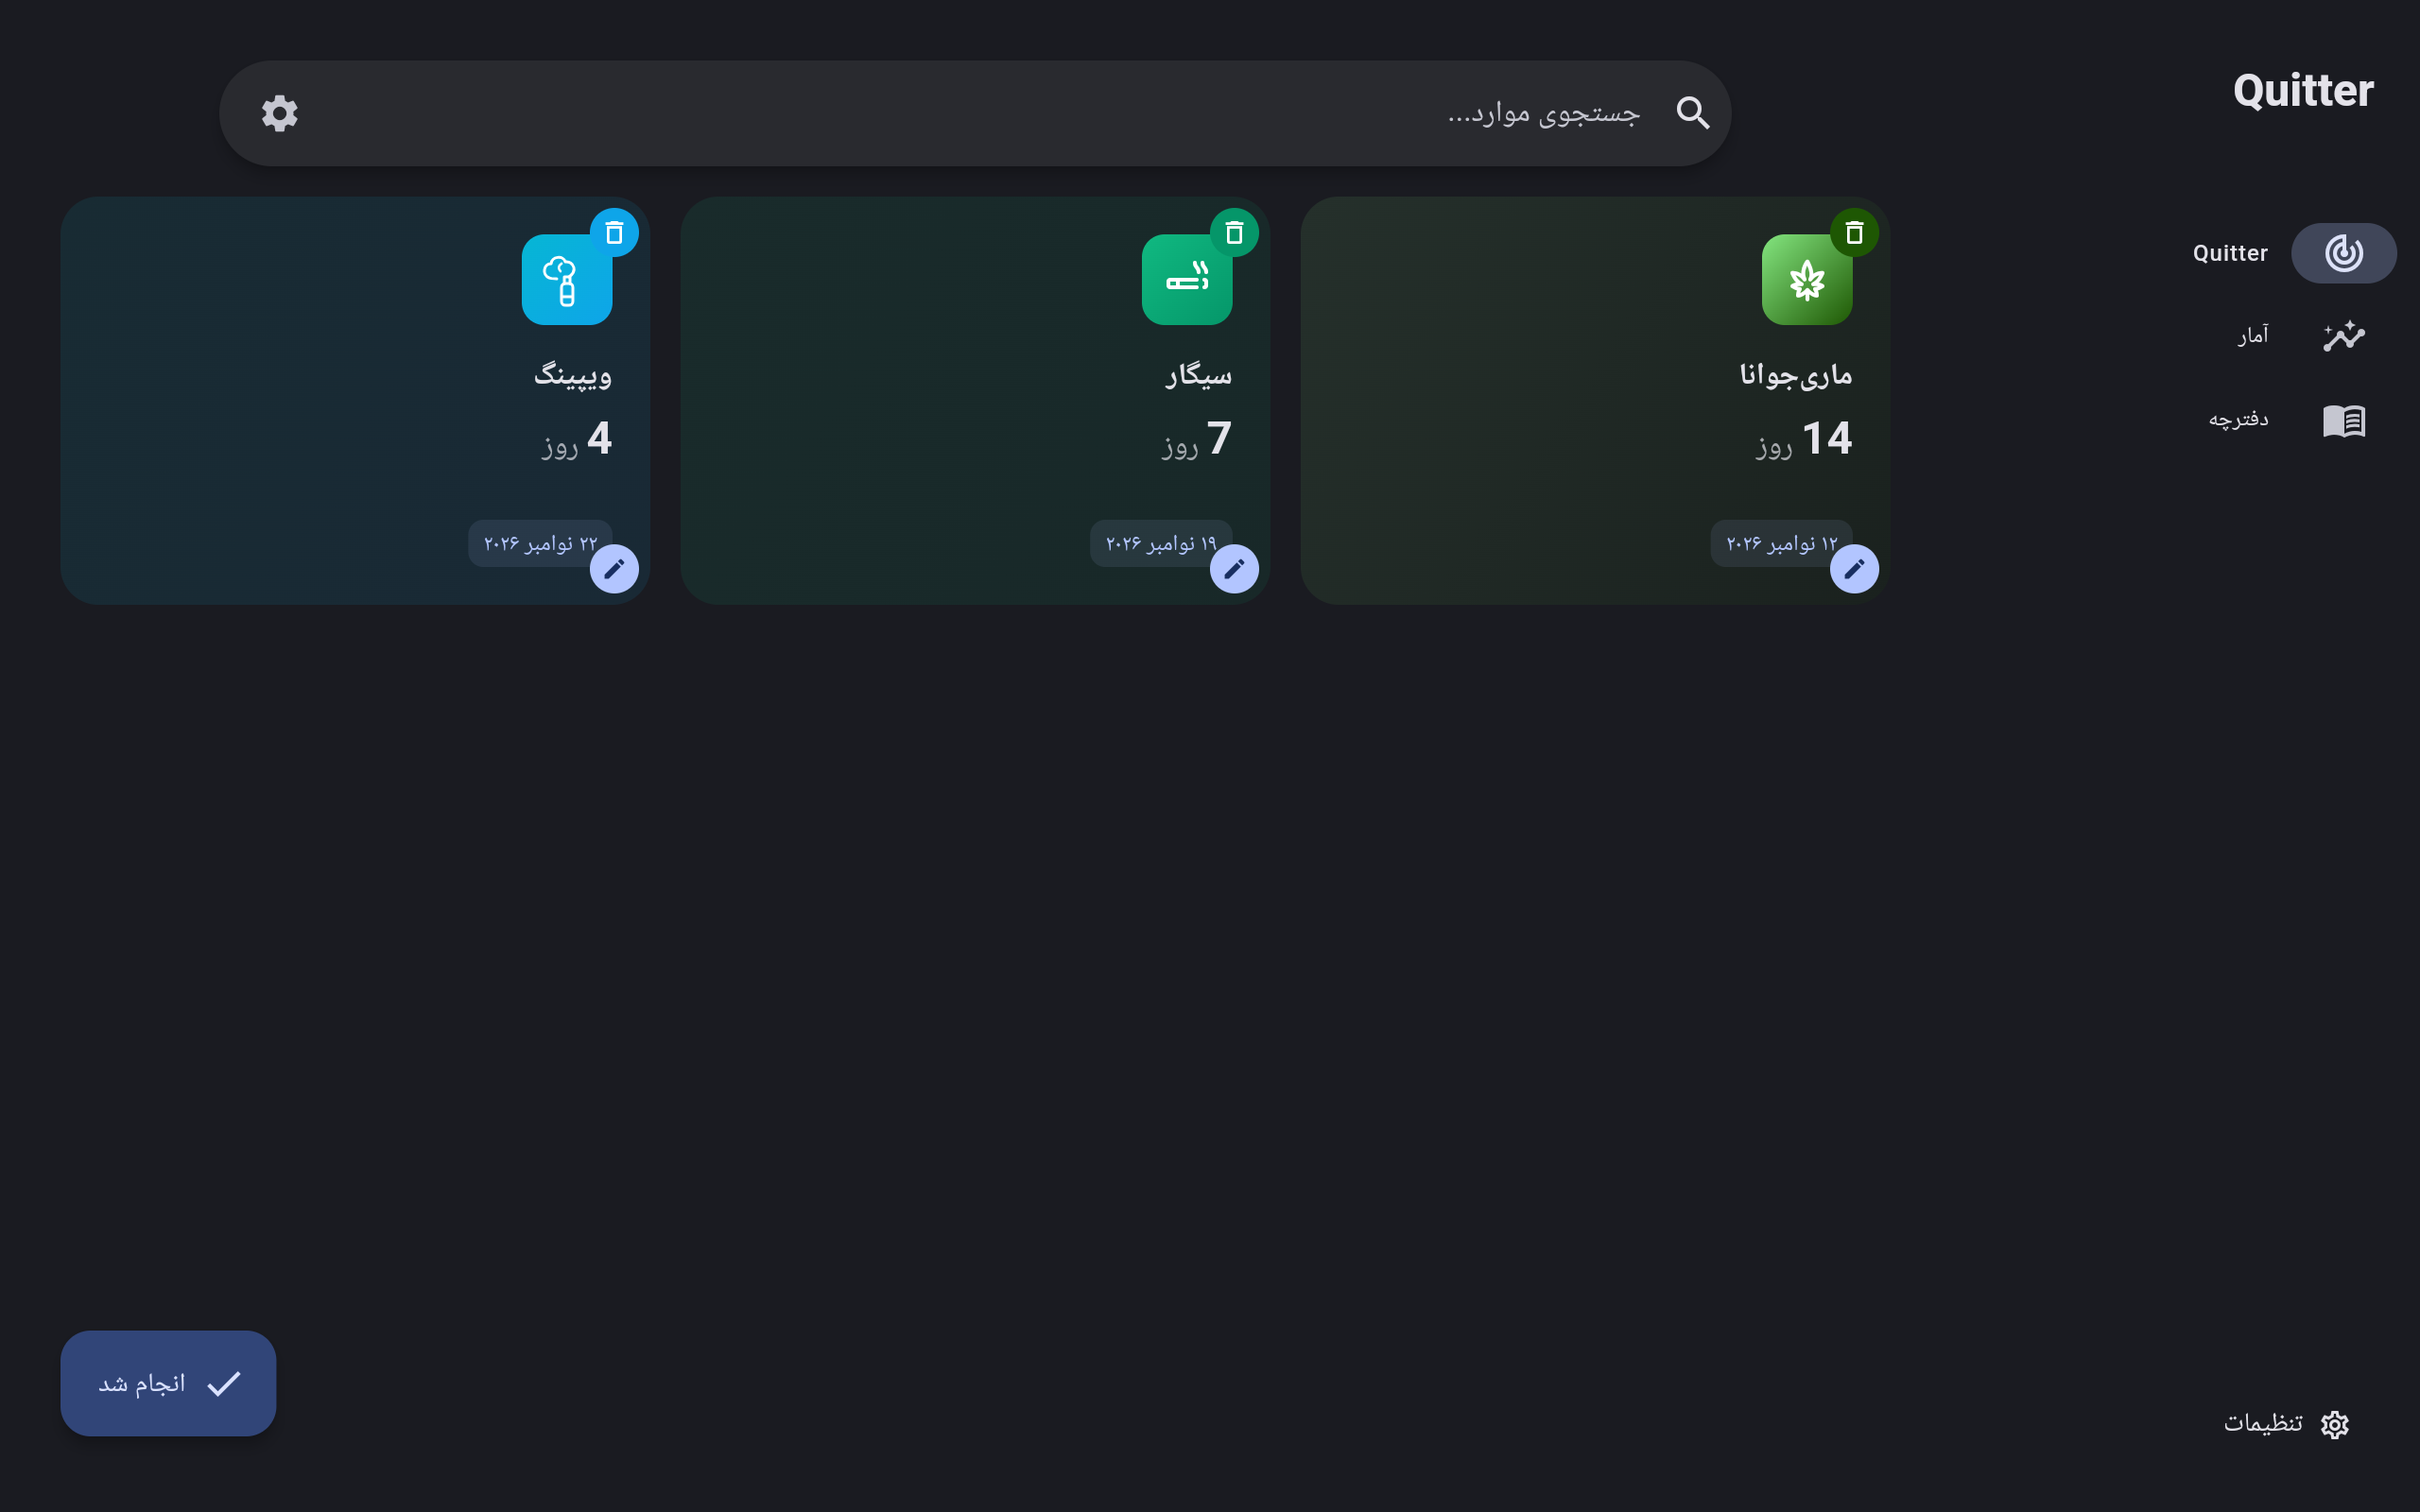 Quitter
جستجوی موارد...
Quitter
آمار
دفترچه
ماری‌جوانا
14 روز
۱۲ نوامبر ۲۰۲۶
سیگار
7 روز
۱۹ نوامبر ۲۰۲۶
ویپینگ
4 روز
۲۲ نوامبر ۲۰۲۶
تنظیمات
انجام شد